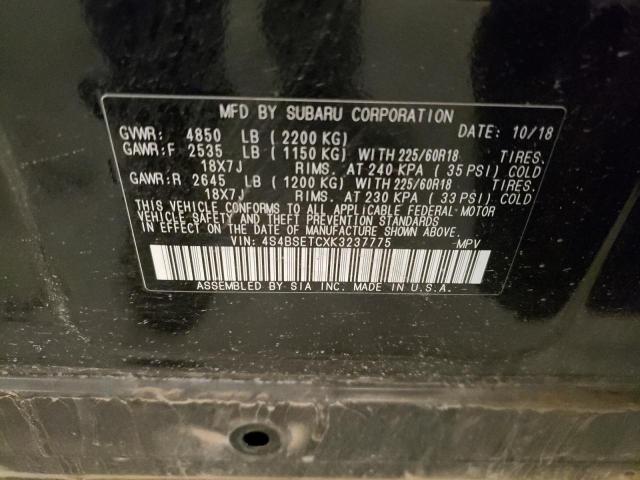 MFD BY SUBARU CORPORATION
GVWR: 4850 LB (2200 KG) DATE: 10/18
GAWR:F 2535 LB (1150 KG) WITH 225/60R18 TIRES.
18X7J RIMS. AT 240 KPA (35 PSI) COLD
GAWR:R 2645 LB (1200 KG) WITH 225/60R18 TIRES.
18X7J RIMS. AT 230 KPA (33 PSI) COLD
THIS VEHICLE CONFORMS TO ALL APPLICABLE FEDERAL MOTOR
VEHICLE SAFETY AND THEFT PREVENTION STANDARDS
IN EFFECT ON THE DATE OF MANUFACTURE SHOWN ABOVE.
VIN: 4S4BSETCXK3237775 MPV
ASSEMBLED BY SIA INC. MADE IN U.S.A.